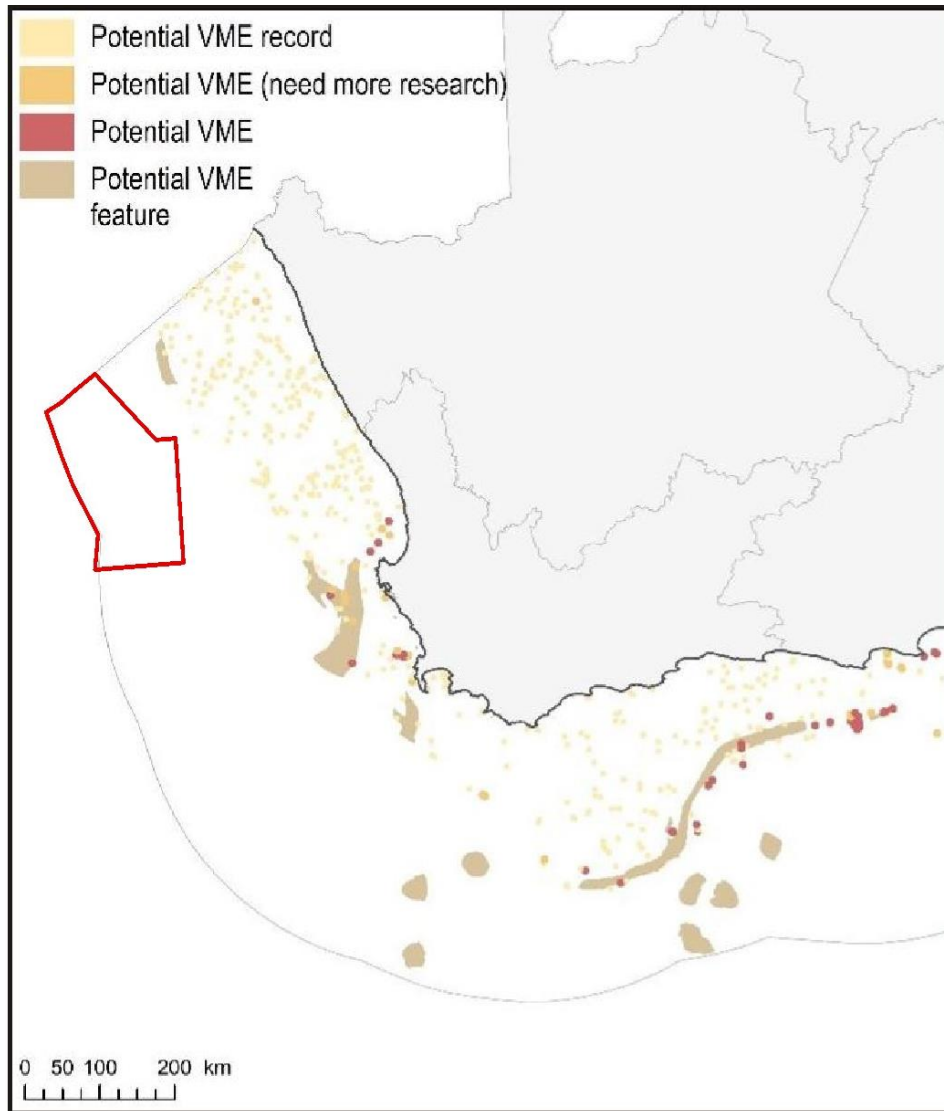 Potential VME record
Potential VME (need more research)
Potential VME
Potential VME
feature
0 50 100 200 km